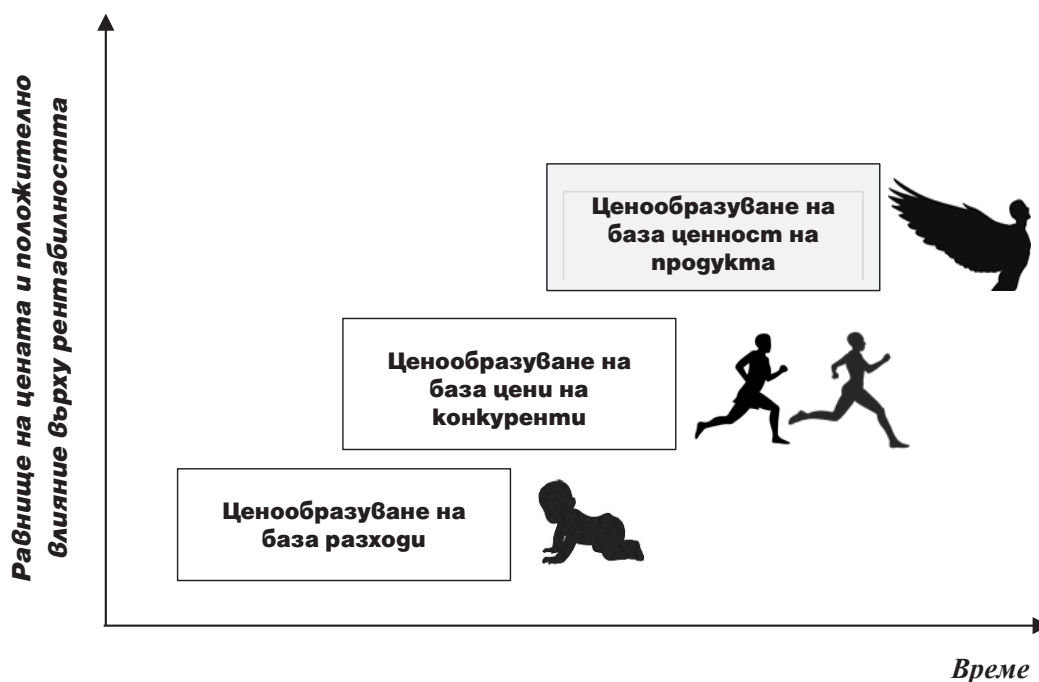 Равнище на цената и положително
влияние върху рентабилността
Ценообразуване на
база ценност на
продукта
Ценообразуване на
база цени на
конкуренти
Ценообразуване на
база разходи
Време